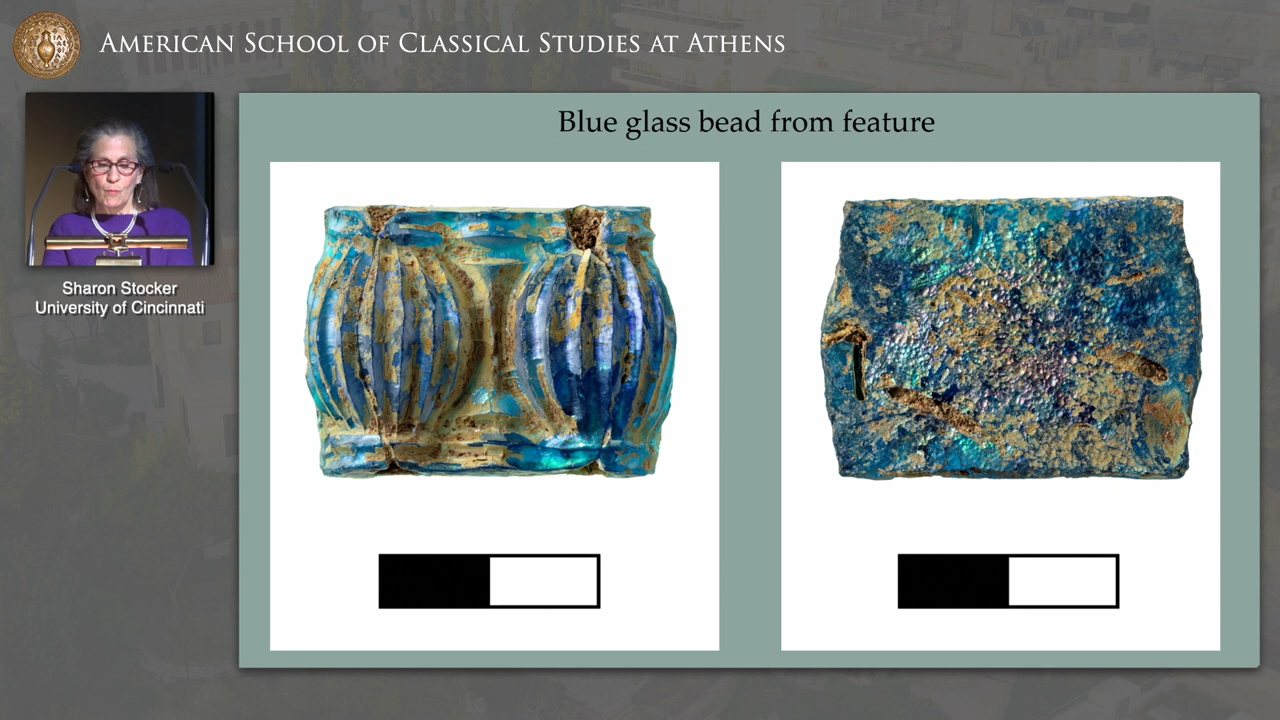 American School of Classical Studies at Athens
Blue glass bead from feature
Sharon Stocker
University of Cincinnati